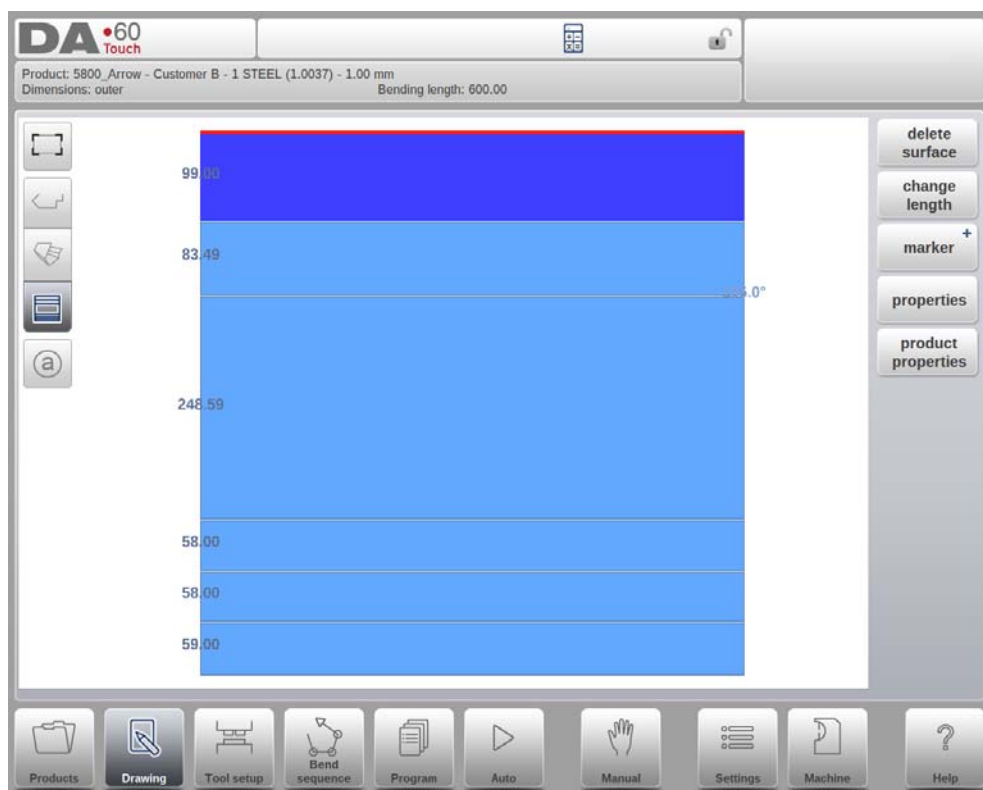 DA•60
Touch
Product: 5800_Arrow - Customer B - 1 STEEL (1.0037) - 1.00 mm
Dimensions: outer Bending length: 600.00
delete
surface
change
length
marker +
properties
product
properties
a
99.00
83.49
248.59
58.00
58.00
59.00
Products
Drawing
Tool setup
Bend
sequence
Program
Auto
Manual
Settings
Machine
Help